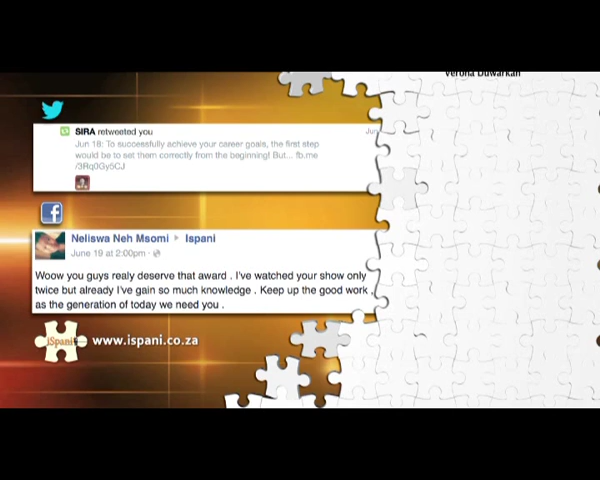 Verona Duwarkan
SIRA retweeted you
Jun
Jun 18: To successfully achieve your career goals, the first step
would be to set them correctly from the beginning! But... fb.me
/3Rq0Gy5CJ
Neliswa Neh Msomi Ispani
June 19 at 2:00pm
Woow you guys realy deserve that award . I've watched your show only
twice but already I've gain so much knowledge . Keep up the good work ,
as the generation of today we need you .
iSpani www.ispani.co.za